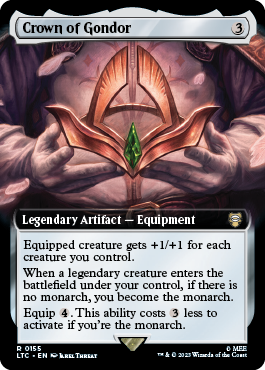 Crown of Gondor 3
Legendary Artifact — Equipment
Equipped creature gets +1/+1 for each
creature you control.
When a legendary creature enters the
battlefield under your control, if there is
no monarch, you become the monarch.
Equip 4. This ability costs 3 less to
activate if you're the monarch.
R 0155
LTC • EN ABEL THREAT
& © 2023 Wizards of the Coast